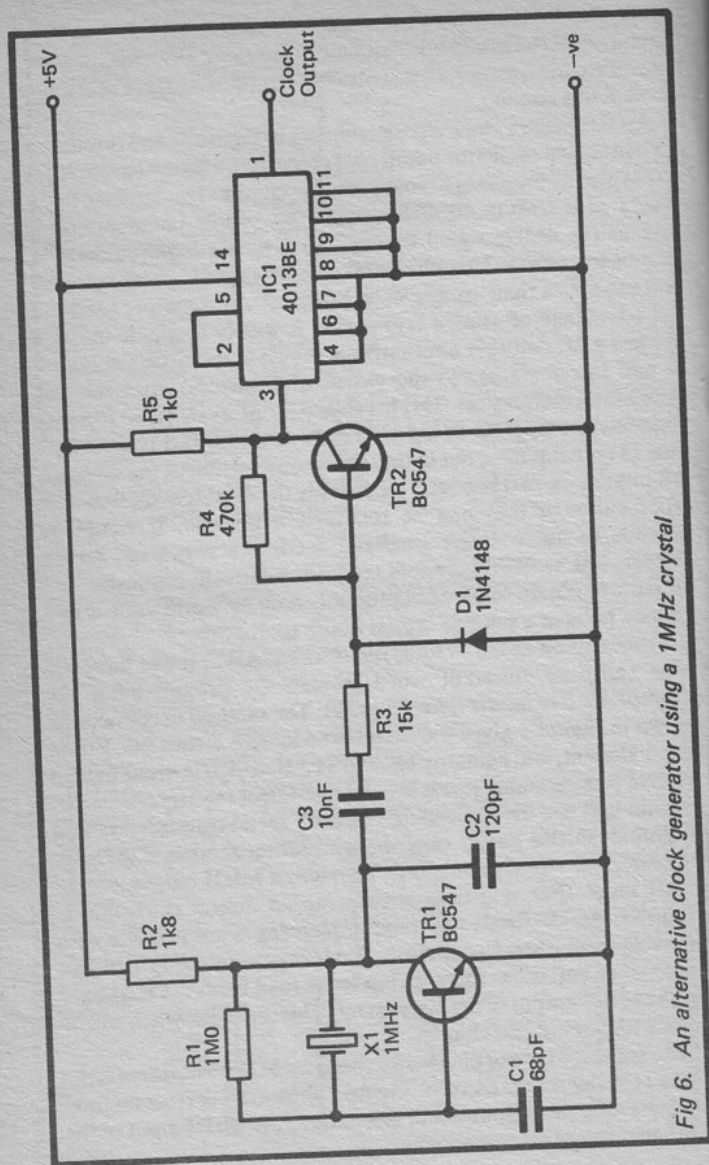 +5V
R2
1k8
R1
1M0
X1
1MHz
TR1
BC547
C1
68pF
C2
120pF
C3
10nF
R3
15k
D1
1N4148
R4
470k
R5
1k0
TR2
BC547
3
2
5
14
IC1
4013BE
4
6
7
8
9
10
11
1
Clock
Output
−ve
Fig 6. An alternative clock generator using a 1MHz crystal